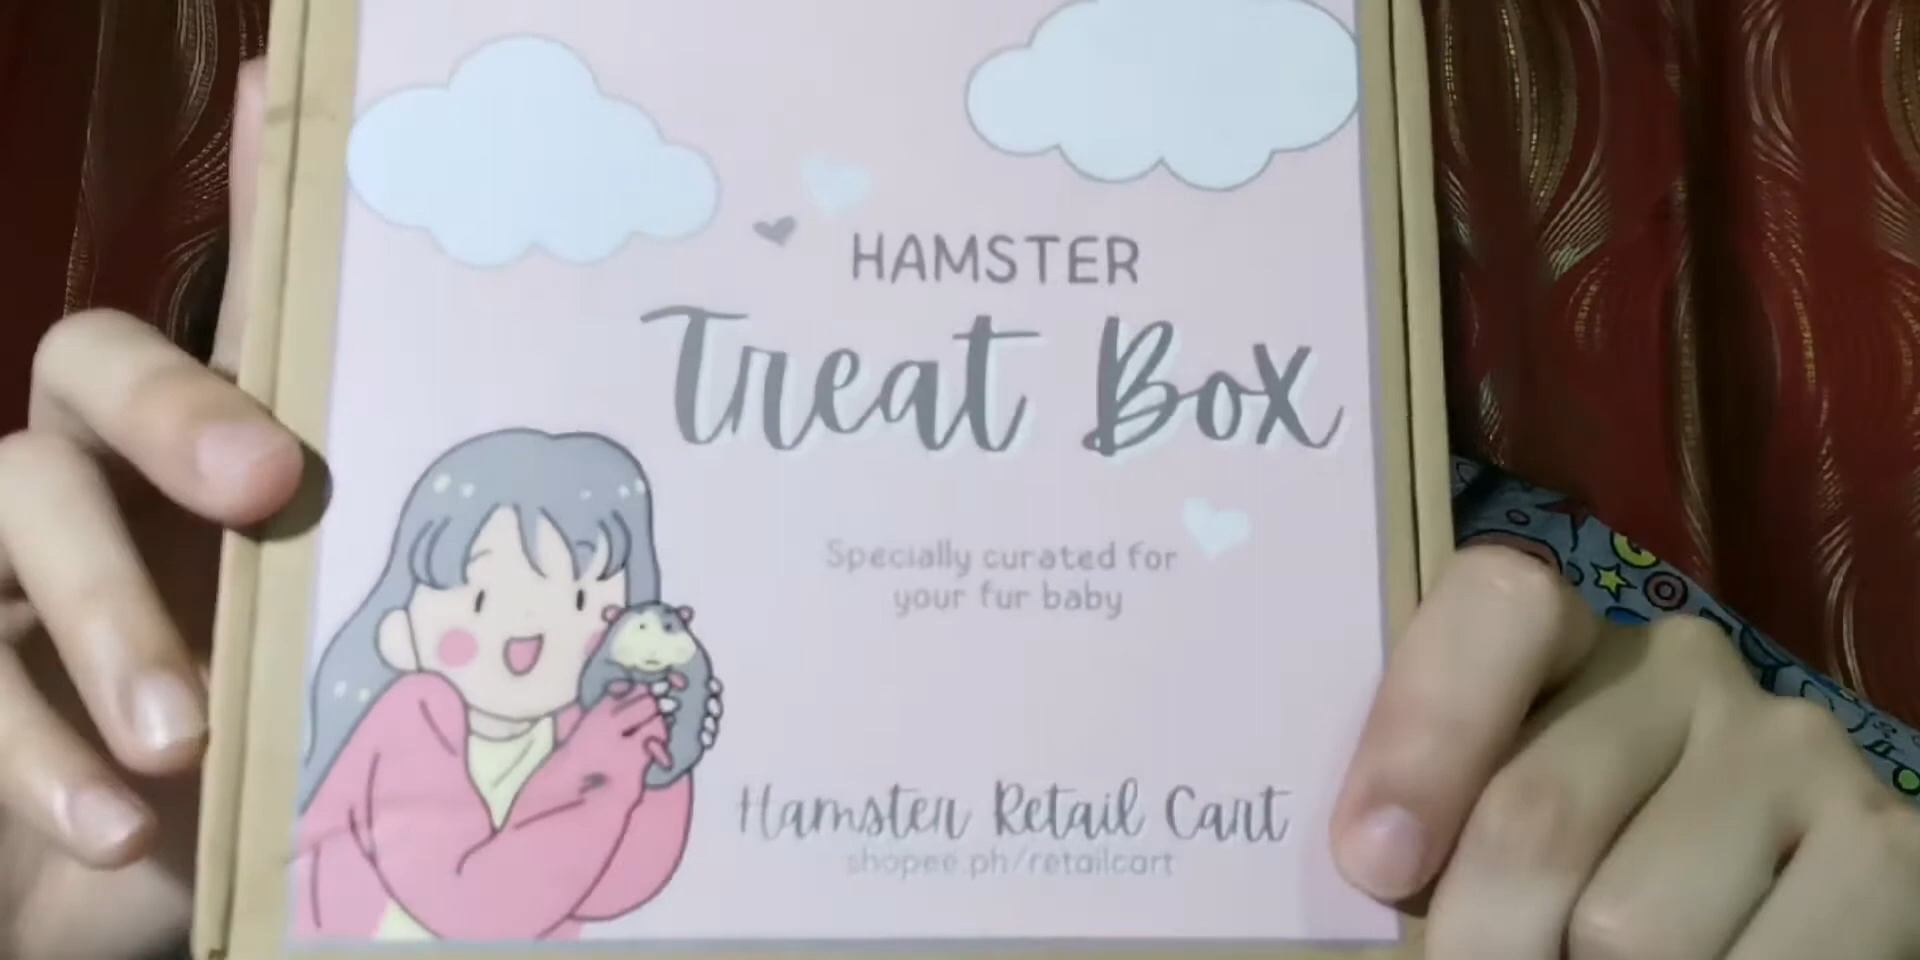 HAMSTER
Treat Box
Specially curated for
your fur baby
Hamster Retail Cart
shopee.ph/retailcart